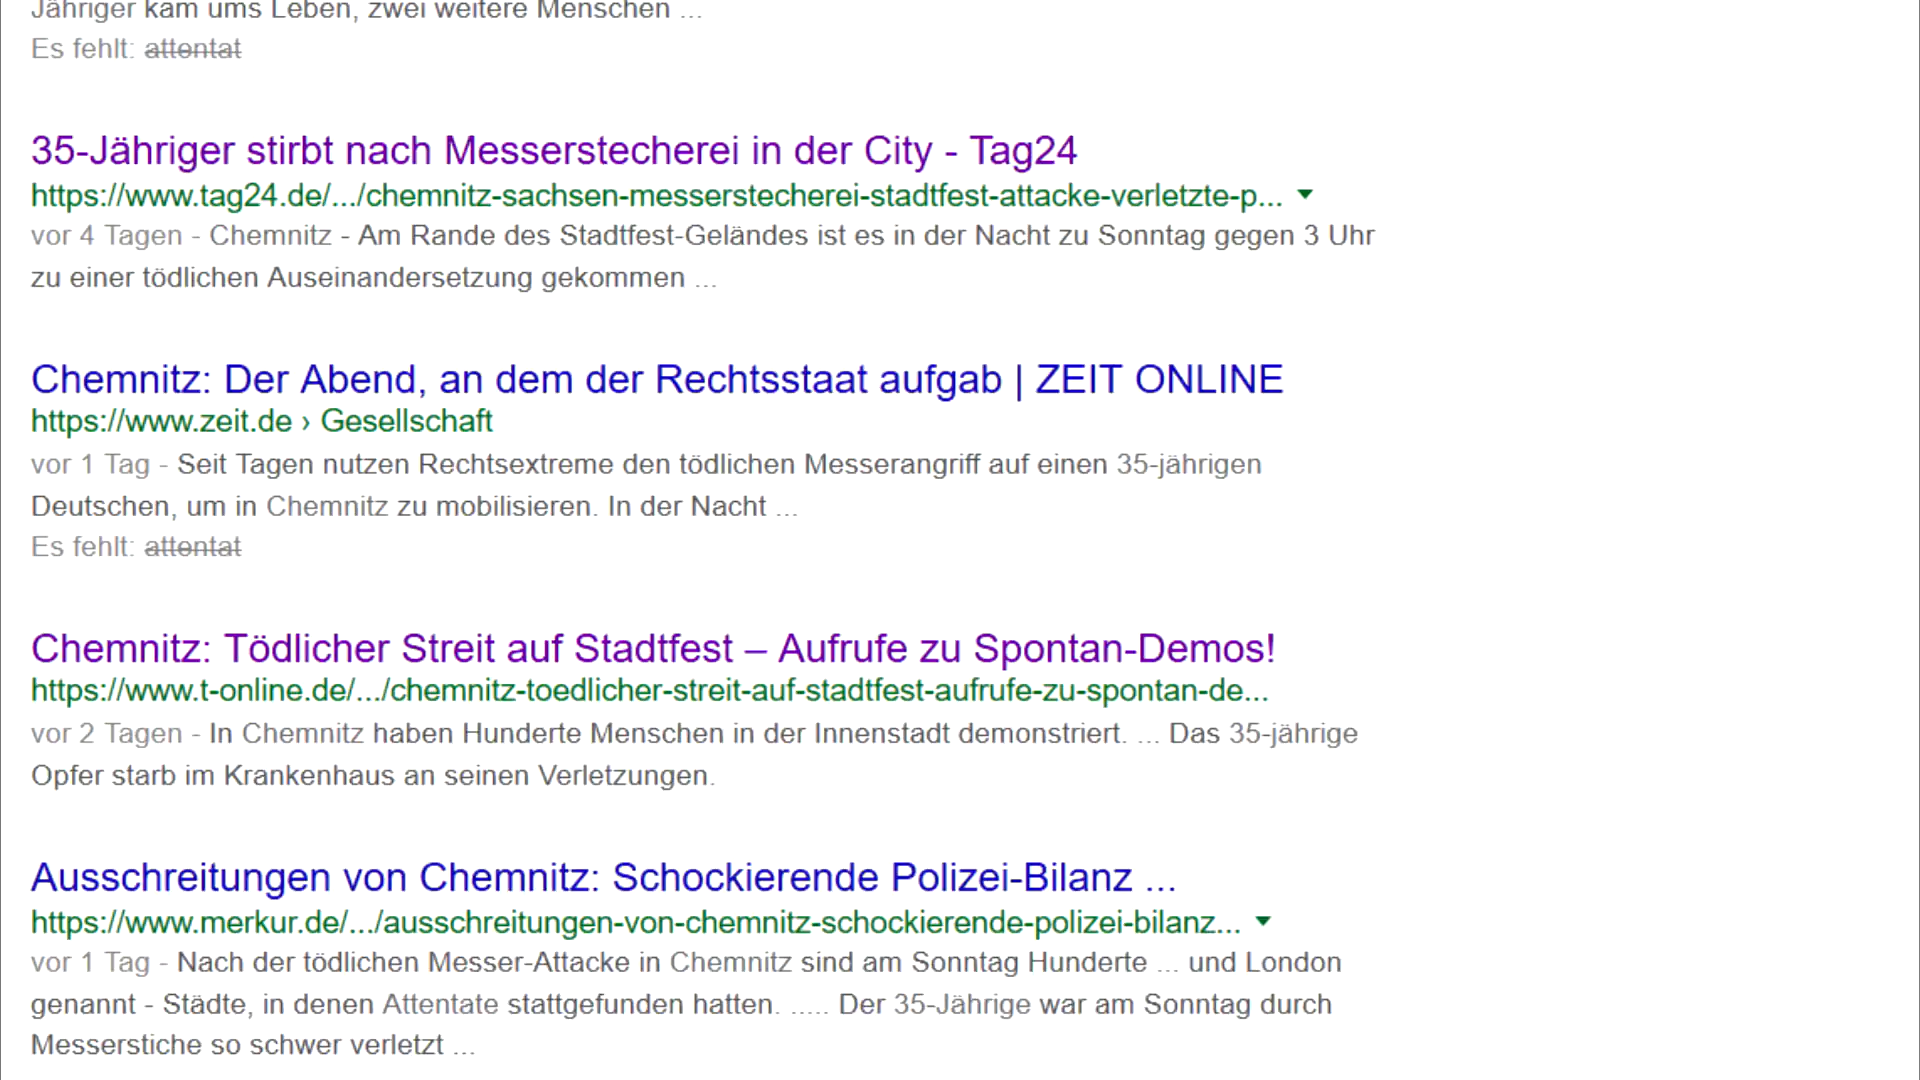 Jähriger kam ums Leben, zwei weitere Menschen ...
Es fehlt: attentat
35-Jähriger stirbt nach Messerstecherei in der City - Tag24
https://www.tag24.de/.../chemnitz-sachsen-messerstecherei-stadtfest-attacke-verletzte-p...
vor 4 Tagen - Chemnitz - Am Rande des Stadtfest-Geländes ist es in der Nacht zu Sonntag gegen 3 Uhr
zu einer tödlichen Auseinandersetzung gekommen ...
Chemnitz: Der Abend, an dem der Rechtsstaat aufgab | ZEIT ONLINE
https://www.zeit.de › Gesellschaft
vor 1 Tag - Seit Tagen nutzen Rechtsextreme den tödlichen Messerangriff auf einen 35-jährigen
Deutschen, um in Chemnitz zu mobilisieren. In der Nacht ...
Es fehlt: attentat
Chemnitz: Tödlicher Streit auf Stadtfest – Aufrufe zu Spontan-Demos!
https://www.t-online.de/.../chemnitz-toedlicher-streit-auf-stadtfest-aufrufe-zu-spontan-de...
vor 2 Tagen - In Chemnitz haben Hunderte Menschen in der Innenstadt demonstriert. ... Das 35-jährige
Opfer starb im Krankenhaus an seinen Verletzungen.
Ausschreitungen von Chemnitz: Schockierende Polizei-Bilanz ...
https://www.merkur.de/.../ausschreitungen-von-chemnitz-schockierende-polizei-bilanz...
vor 1 Tag - Nach der tödlichen Messer-Attacke in Chemnitz sind am Sonntag Hunderte ... und London
genannt - Städte, in denen Attentate stattgefunden hatten. ..... Der 35-Jährige war am Sonntag durch
Messerstiche so schwer verletzt ...